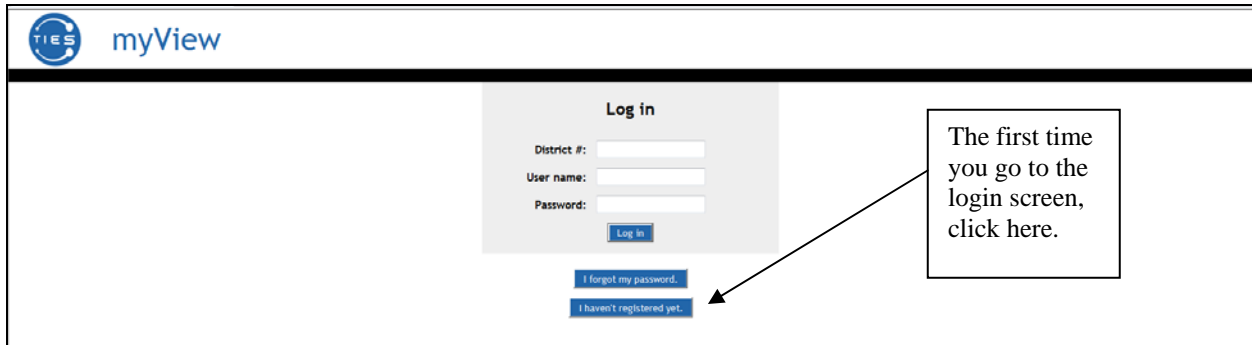 TIES
myView
Log in
District #:
User name:
Password:
Log in
I forgot my password.
I haven't registered yet.
The first time
you go to the
login screen,
click here.